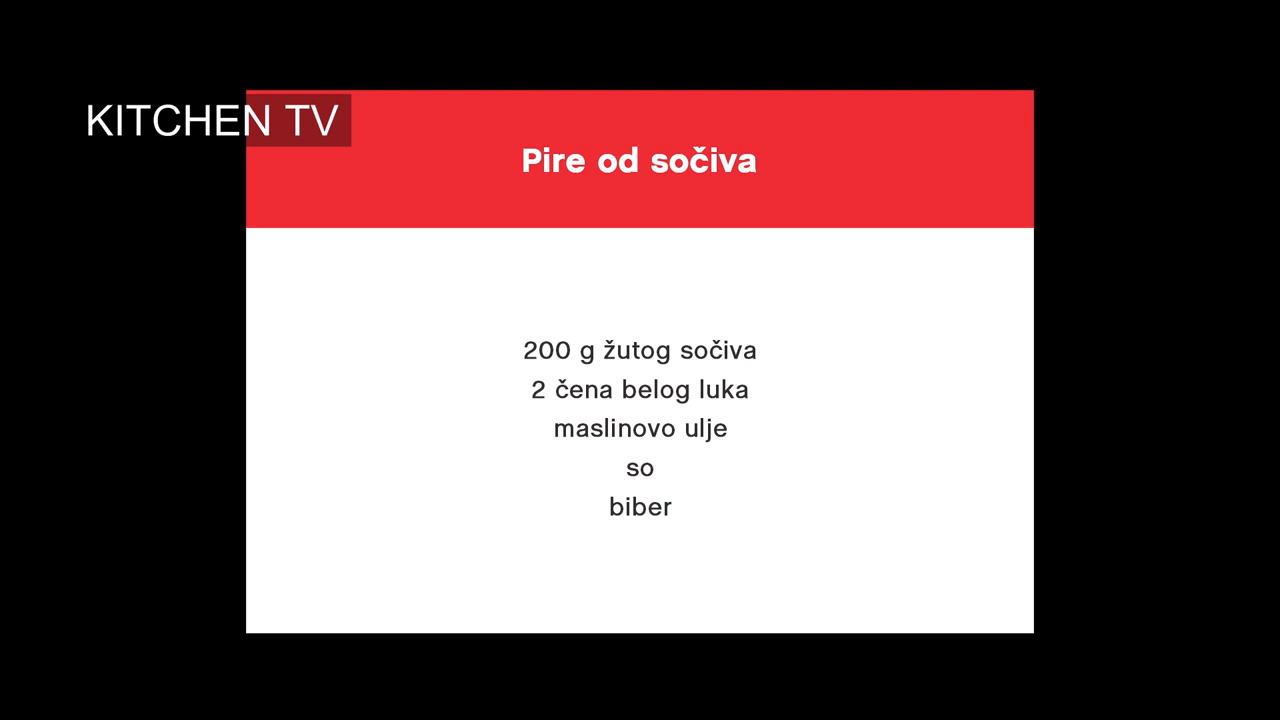 KITCHEN TV
Pire od sočiva
200 g žutog sočiva
2 čena belog luka
maslinovo ulje
so
biber